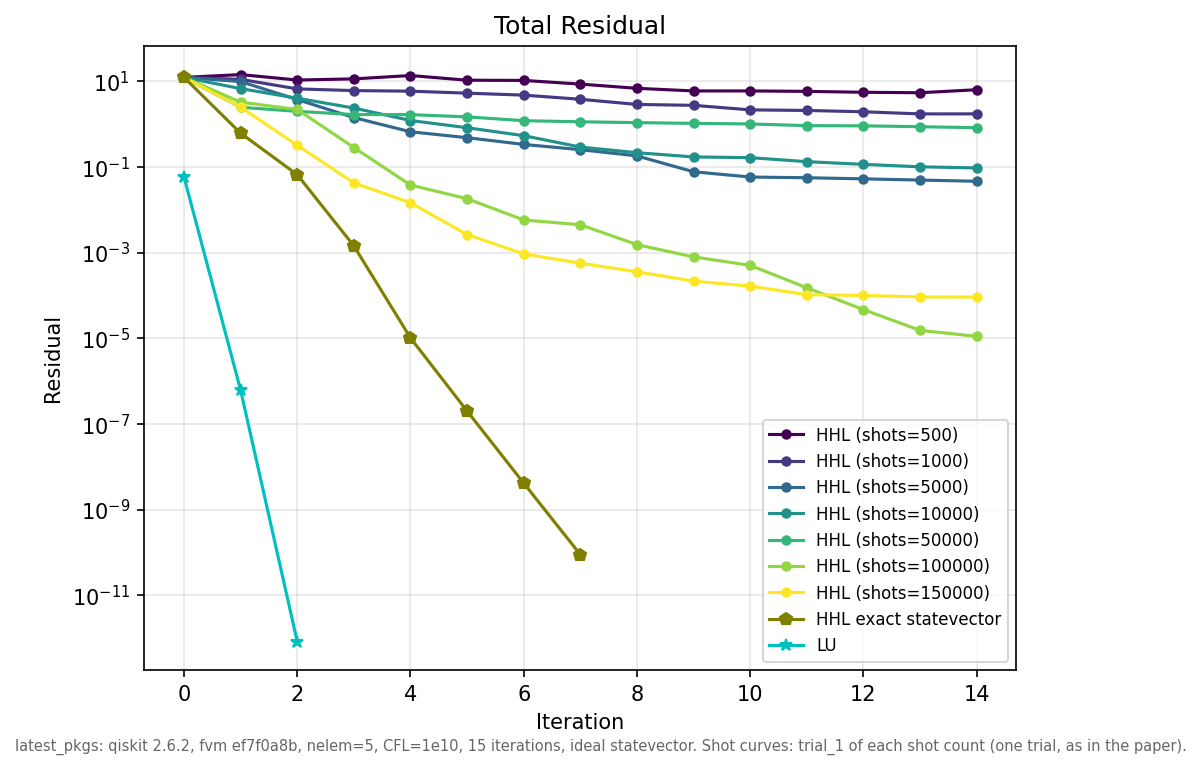 Total Residual
10¹
10⁻¹
10⁻³
10⁻⁵
10⁻⁷
10⁻⁹
10⁻¹¹
Residual
HHL (shots=500)
HHL (shots=1000)
HHL (shots=5000)
HHL (shots=10000)
HHL (shots=50000)
HHL (shots=100000)
HHL (shots=150000)
HHL exact statevector
LU
0 2 4 6 8 10 12 14
Iteration
latest_pkgs: qiskit 2.6.2, fvm ef7f0a8b, nelem=5, CFL=1e10, 15 iterations, ideal statevector. Shot curves: trial_1 of each shot count (one trial, as in the paper).